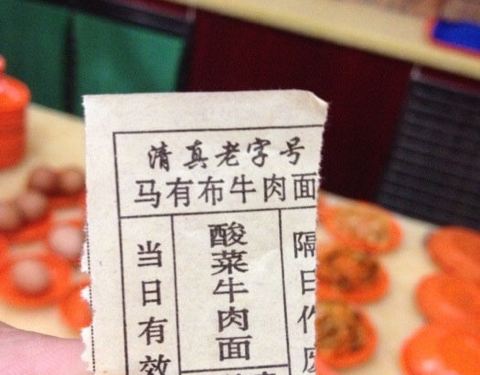 清真老字号
马有布牛肉面
当日有效
酸菜牛肉面
隔日作废